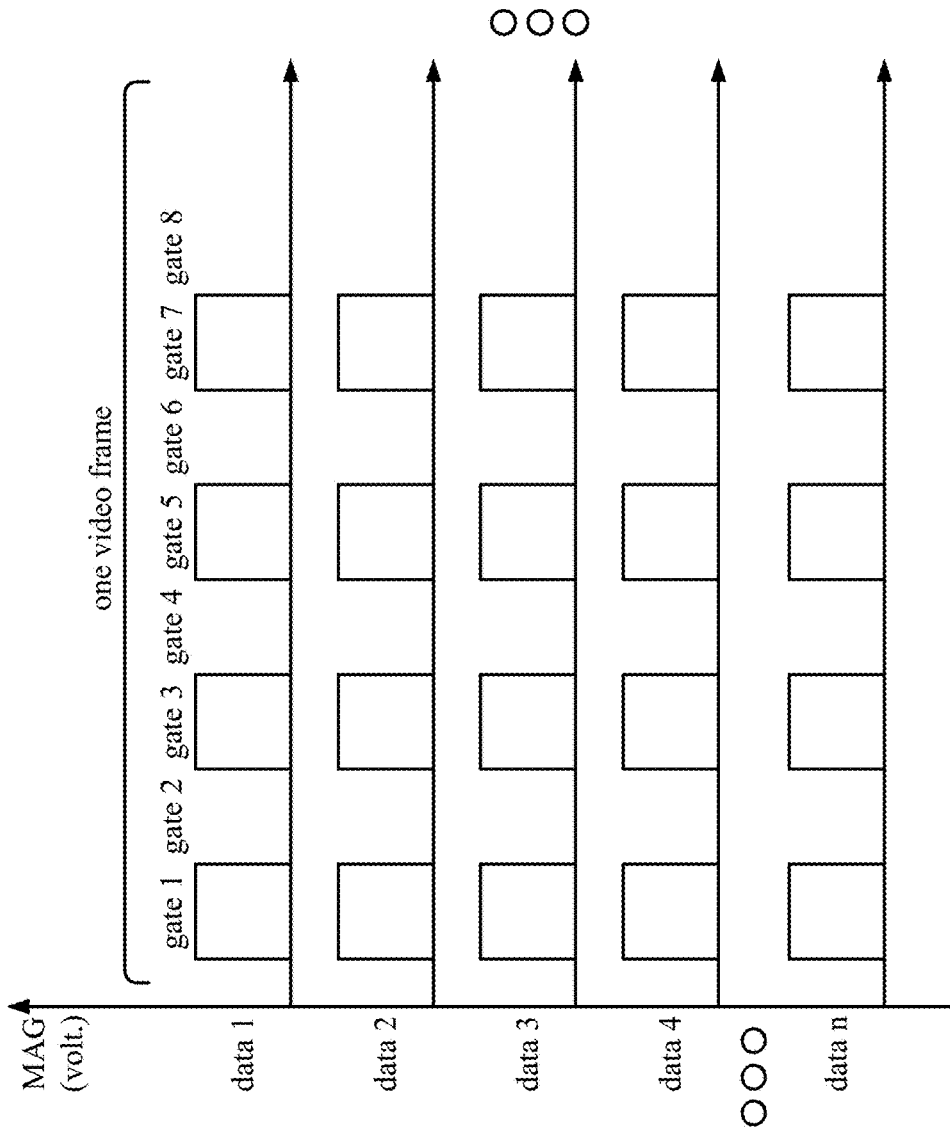 MAG
(volt.)
one video frame
gate 1 gate 2 gate 3 gate 4 gate 5 gate 6 gate 7 gate 8
data 1
data 2
data 3
data 4
data n